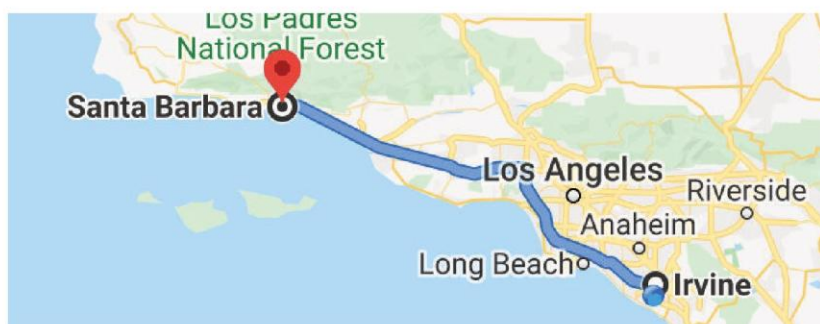 Los Padres
National Forest
Santa Barbara
Los Angeles
Riverside
Anaheim
Long Beach
Irvine